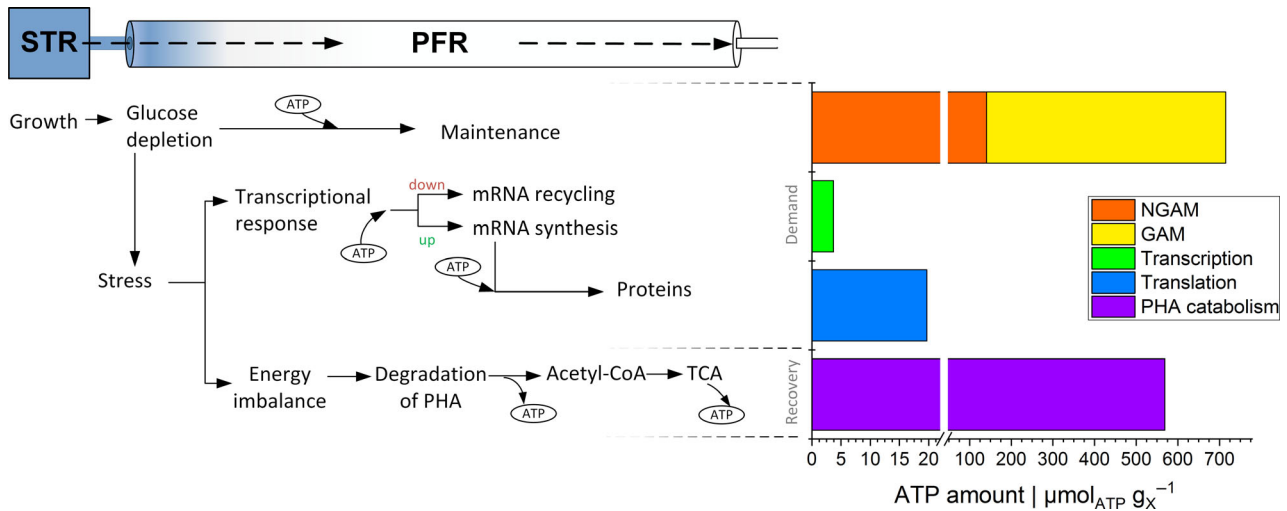 STR
PFR
Growth
Glucose
depletion
ATP
Maintenance
Transcriptional
response
ATP
down
up
mRNA recycling
mRNA synthesis
ATP
Proteins
Stress
Energy
imbalance
Degradation
of PHA
ATP
Acetyl-CoA
TCA
ATP
Demand
Recovery
NGAM
GAM
Transcription
Translation
PHA catabolism
0 5 10 15 20 100 200 300 400 500 600 700
ATP amount | µmol_ATP g_X⁻¹